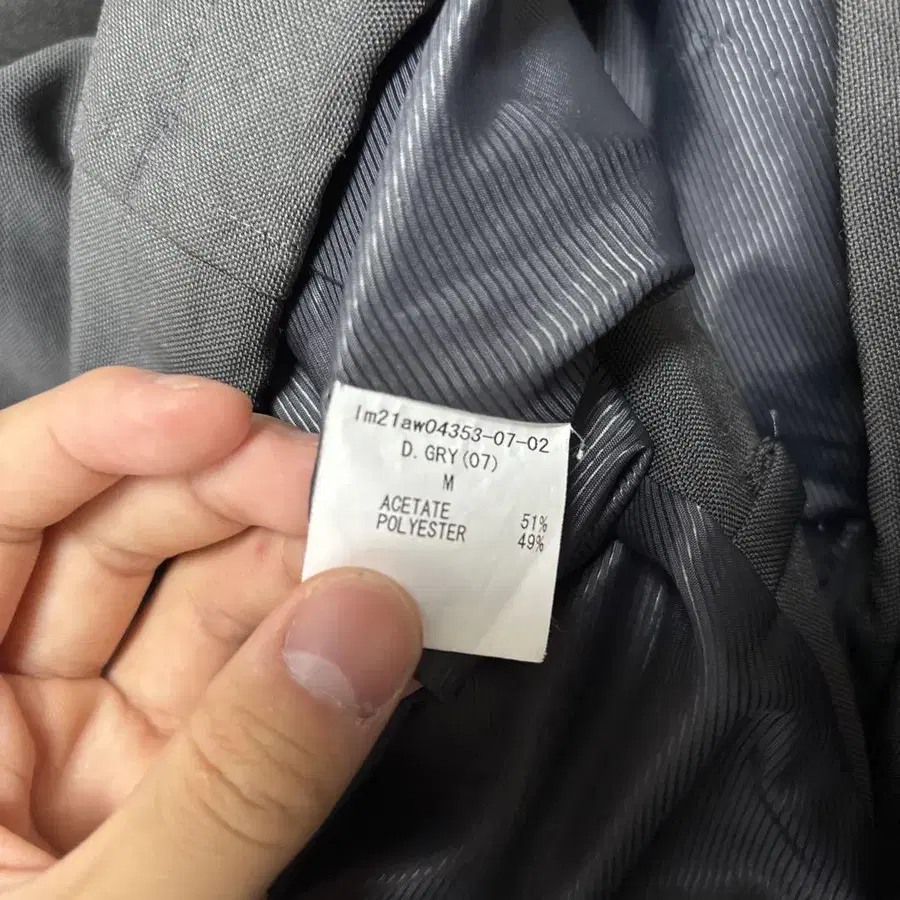 lm21aw04353-07-02
D. GRY (07)
M
ACETATE 51%
POLYESTER 49%